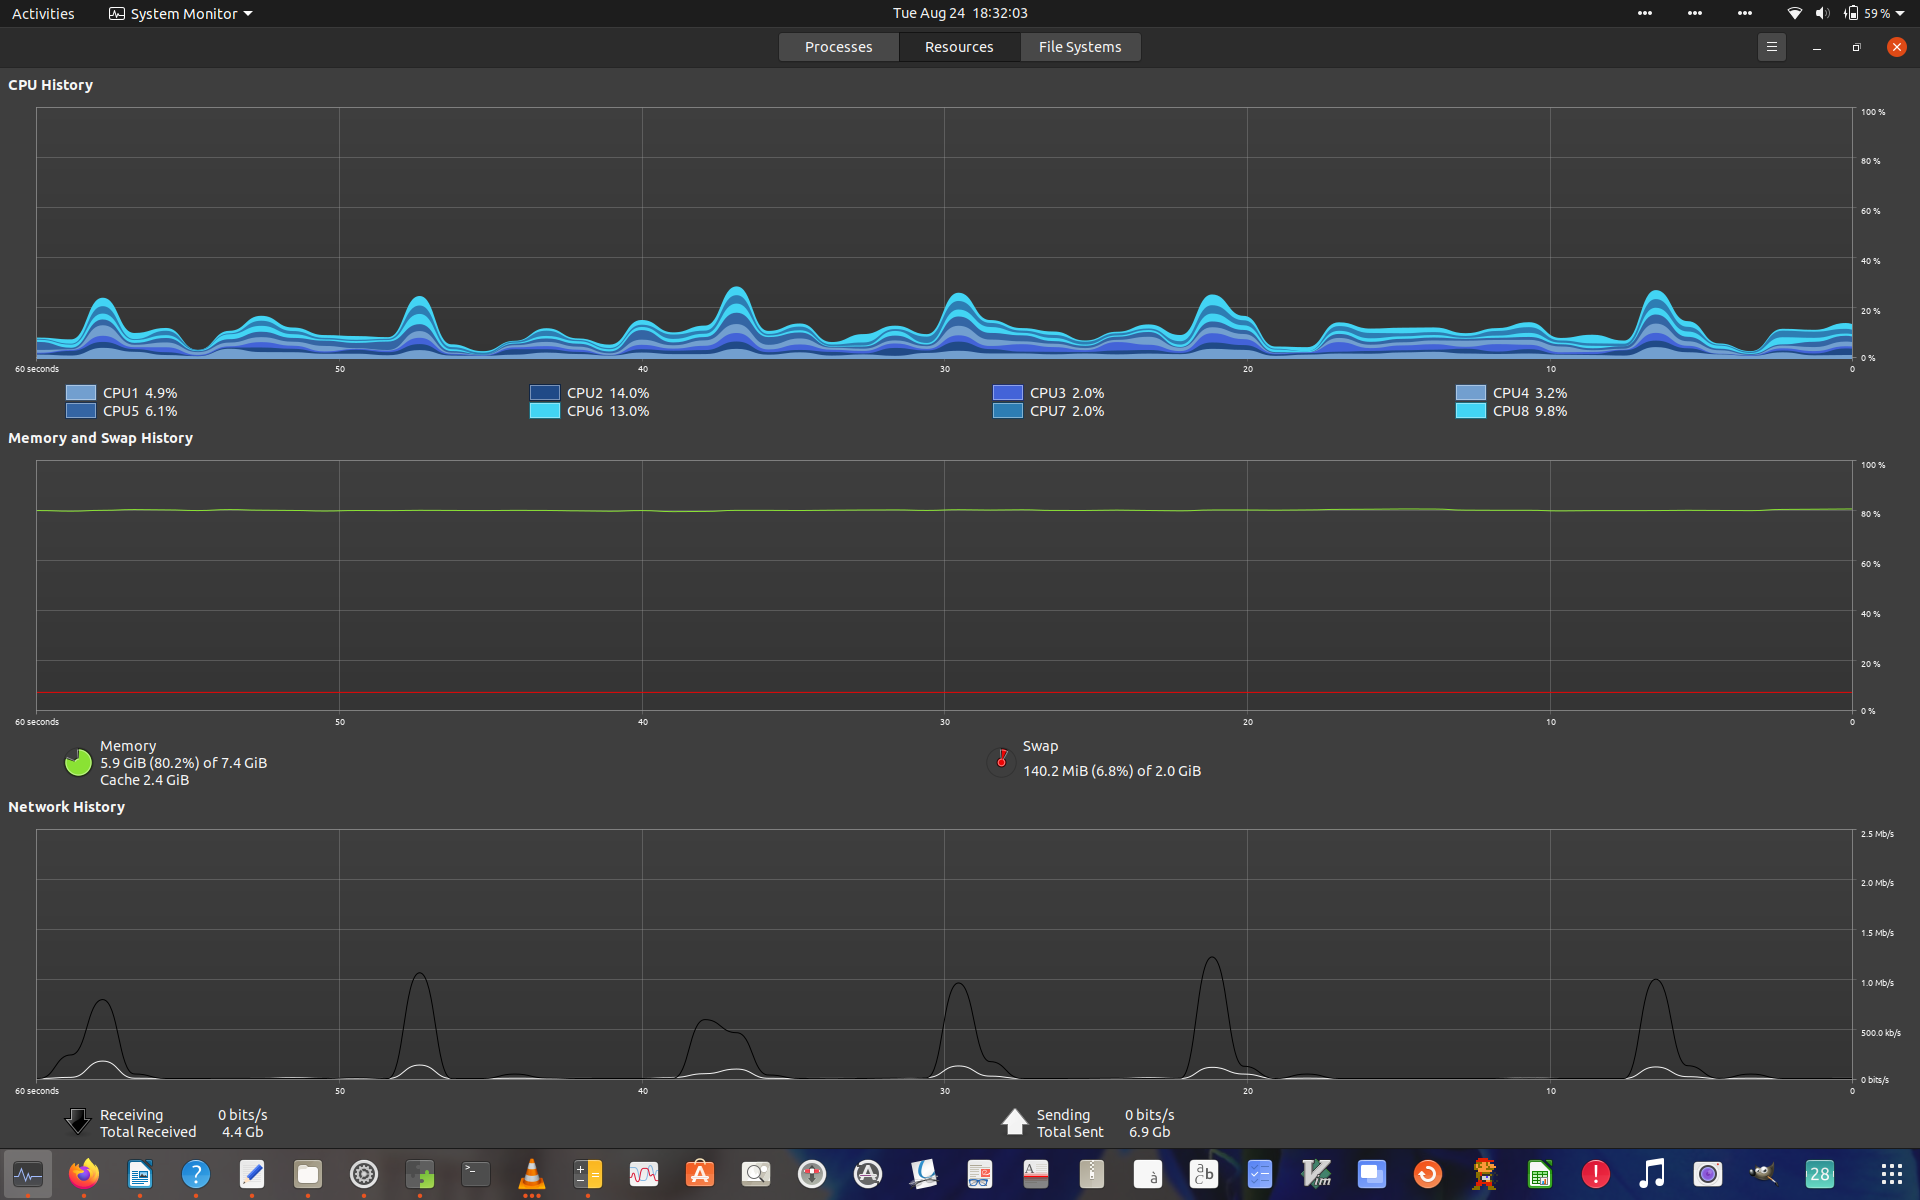 Activities System Monitor Tue Aug 24 18:32:03 59 %
Processes Resources File Systems
CPU History
100 %
80 %
60 %
40 %
20 %
0 %
60 seconds 50 40 30 20 10 0
CPU1 4.9% CPU2 14.0% CPU3 2.0% CPU4 3.2%
CPU5 6.1% CPU6 13.0% CPU7 2.0% CPU8 9.8%
Memory and Swap History
100 %
80 %
60 %
40 %
20 %
0 %
60 seconds 50 40 30 20 10 0
Memory
5.9 GiB (80.2%) of 7.4 GiB
Cache 2.4 GiB
Swap
140.2 MiB (6.8%) of 2.0 GiB
Network History
2.5 Mb/s
2.0 Mb/s
1.5 Mb/s
1.0 Mb/s
500.0 kb/s
0 bits/s
60 seconds 50 40 30 20 10 0
Receiving 0 bits/s
Total Received 4.4 Gb
Sending 0 bits/s
Total Sent 6.9 Gb
28